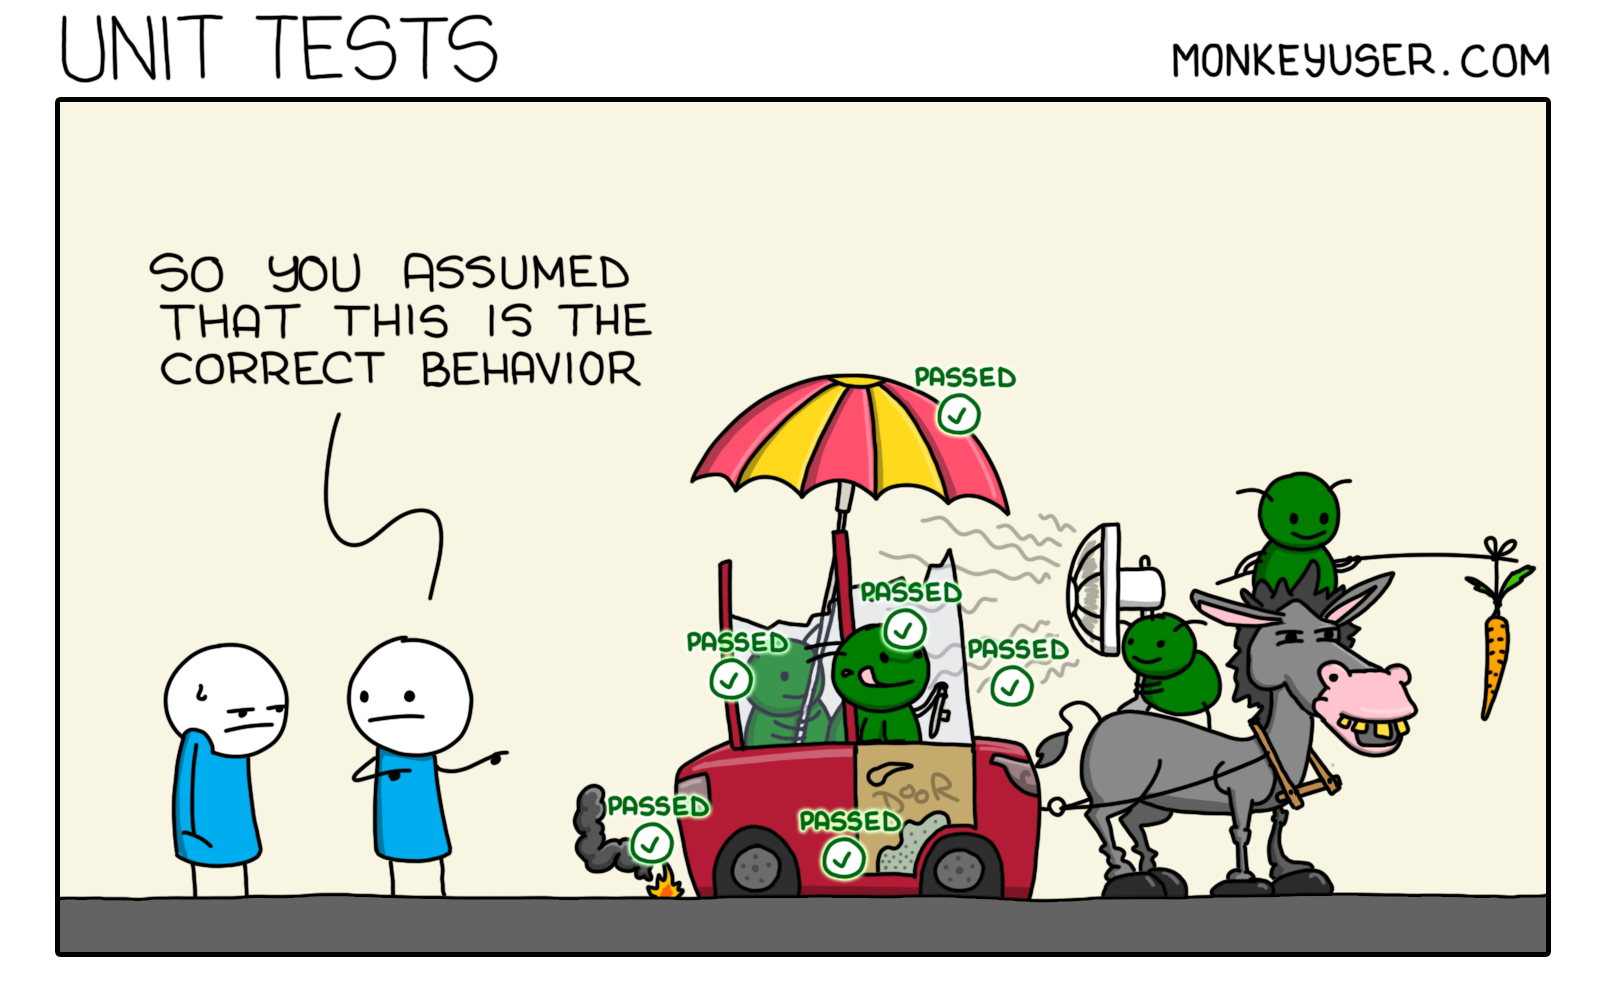 UNIT TESTS
MONKEYUSER.COM
SO YOU ASSUMED
THAT THIS IS THE
CORRECT BEHAVIOR
PASSED
PASSED
PASSED
PASSED
DOOR
PASSED
PASSED